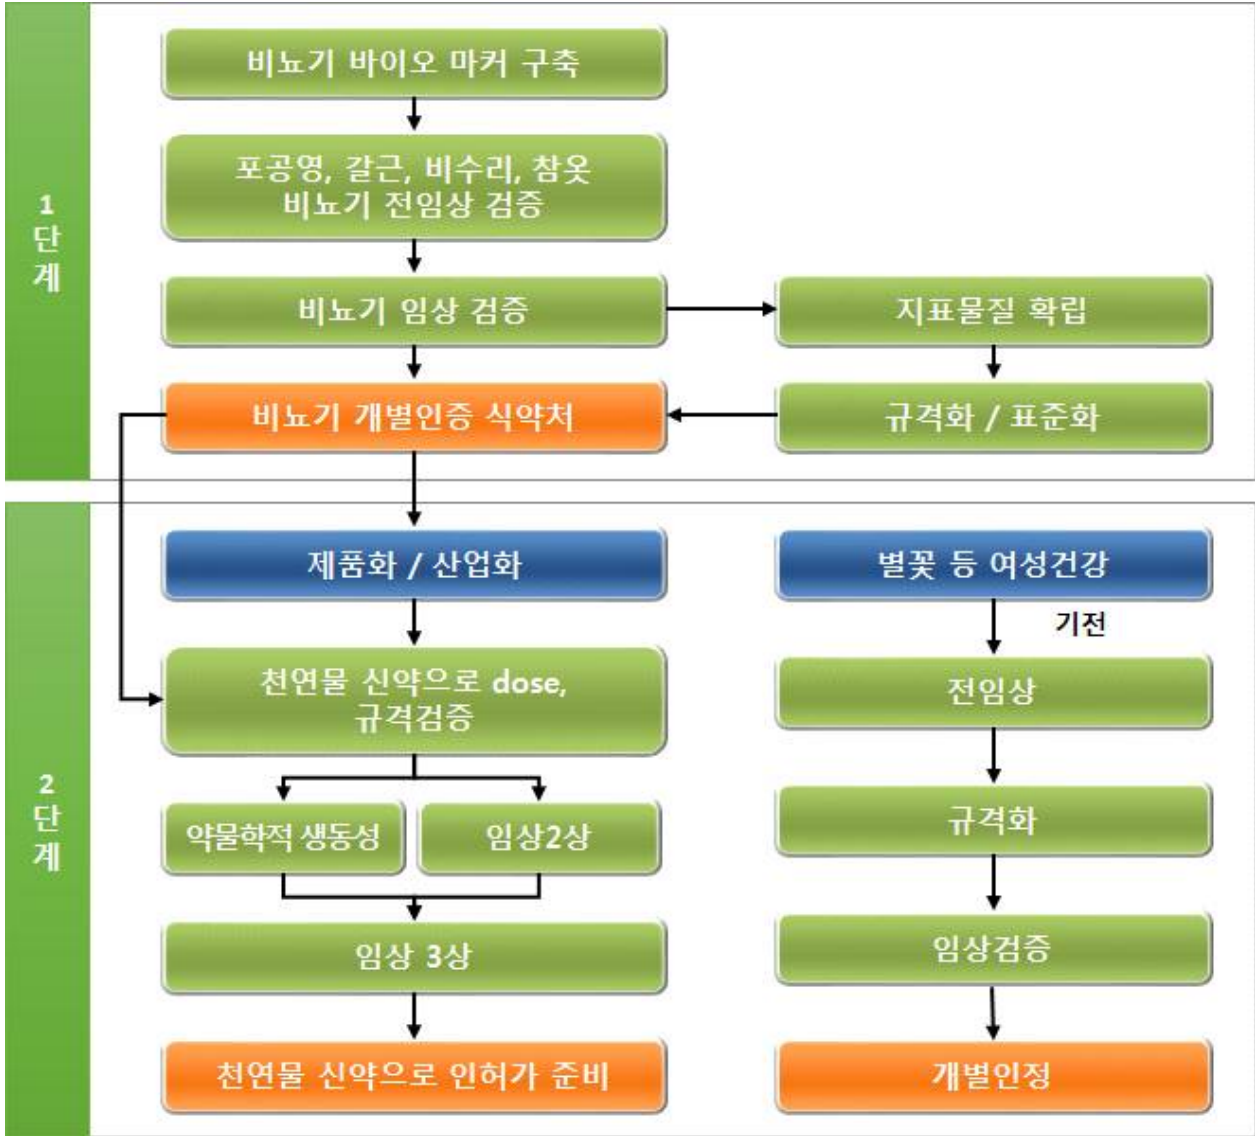 1
단
계
비뇨기 바이오 마커 구축
포공영, 갈근, 비수리, 참옻
비뇨기 전임상 검증
비뇨기 임상 검증
지표물질 확립
비뇨기 개별인증 식약처
규격화 / 표준화
2
단
계
제품화 / 산업화
천연물 신약으로 dose,
규격검증
약물학적 생동성
임상2상
임상 3상
천연물 신약으로 인허가 준비
별꽃 등 여성건강
기전
전임상
규격화
임상검증
개별인정